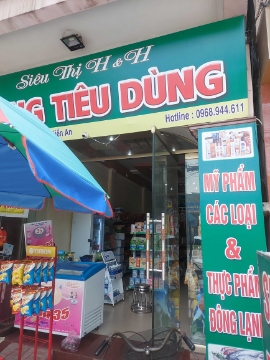 Siêu Thị H & H
NG TIÊU DÙNG
Hotline : 0968.944.611
MỸ PHẨM
CÁC LOẠI
&
THỰC PHẨM
ĐÔNG LẠNH